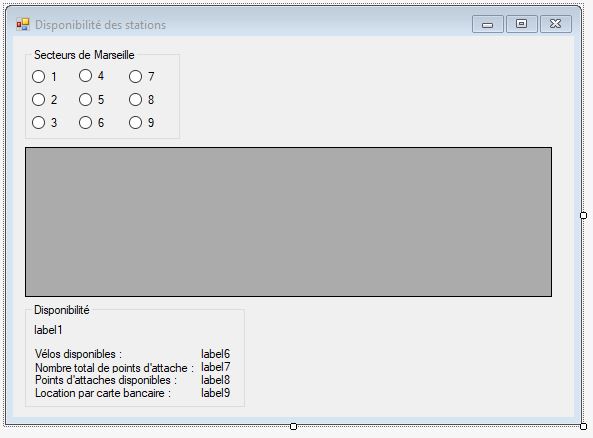 Disponibilité des stations
Secteurs de Marseille
1 4 7
2 5 8
3 6 9
Disponibilité
label1
Vélos disponibles : label6
Nombre total de points d'attache : label7
Points d'attaches disponibles : label8
Location par carte bancaire : label9